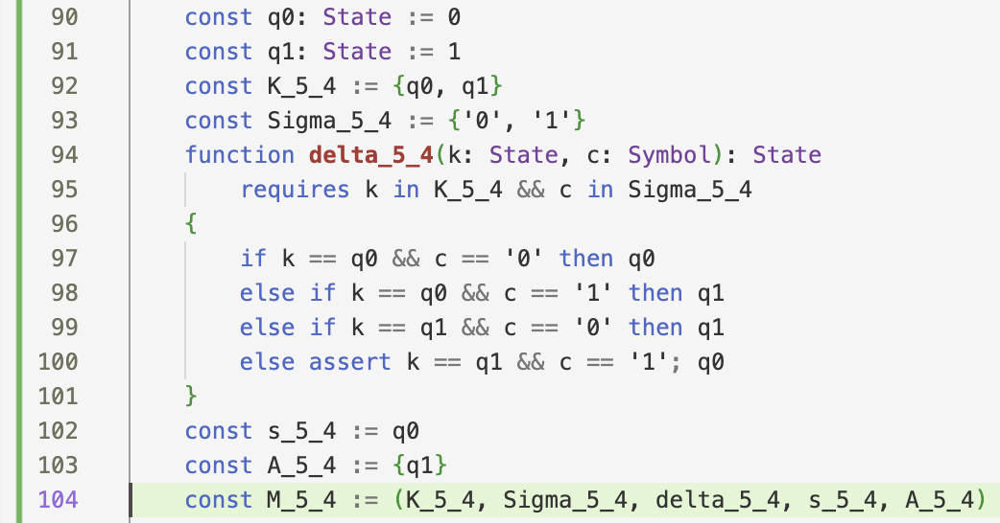 90 const q0: State := 0
91 const q1: State := 1
92 const K_5_4 := {q0, q1}
93 const Sigma_5_4 := {'0', '1'}
94 function delta_5_4(k: State, c: Symbol): State
95     requires k in K_5_4 && c in Sigma_5_4
96 {
97     if k == q0 && c == '0' then q0
98     else if k == q0 && c == '1' then q1
99     else if k == q1 && c == '0' then q1
100     else assert k == q1 && c == '1'; q0
101 }
102 const s_5_4 := q0
103 const A_5_4 := {q1}
104 const M_5_4 := (K_5_4, Sigma_5_4, delta_5_4, s_5_4, A_5_4)